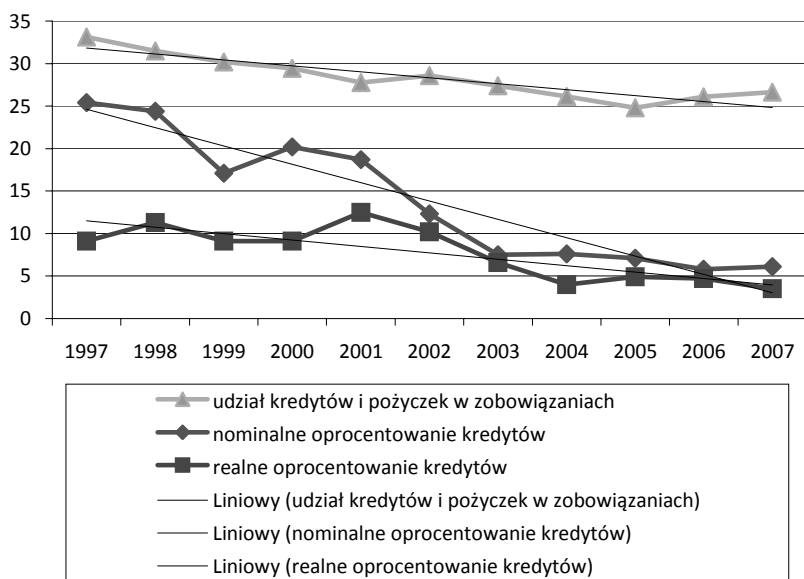 35
30
25
20
15
10
5
0
1997 1998 1999 2000 2001 2002 2003 2004 2005 2006 2007
udział kredytów i pożyczek w zobowiązaniach
nominalne oprocentowanie kredytów
realne oprocentowanie kredytów
Liniowy (udział kredytów i pożyczek w zobowiązaniach)
Liniowy (nominalne oprocentowanie kredytów)
Liniowy (realne oprocentowanie kredytów)